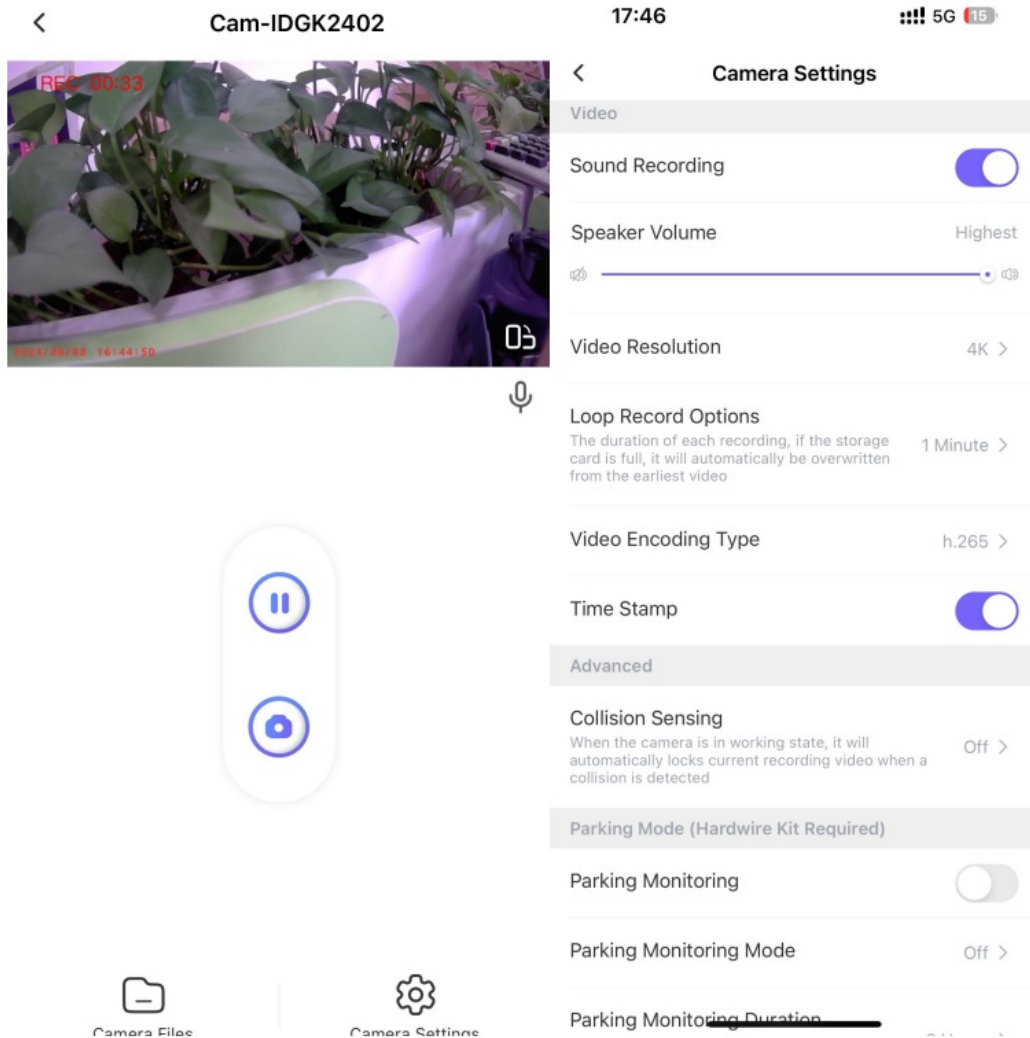 Cam-IDGK2402
REC 00:33
2024/08/08 16:44:50
Camera Files
Camera Settings
17:46
5G
15
Camera Settings
Video
Sound Recording
Speaker Volume
Highest
Video Resolution
4K
Loop Record Options
The duration of each recording, if the storage
card is full, it will automatically be overwritten
from the earliest video
1 Minute
Video Encoding Type
h.265
Time Stamp
Advanced
Collision Sensing
When the camera is in working state, it will
automatically locks current recording video when a
collision is detected
Off
Parking Mode (Hardwire Kit Required)
Parking Monitoring
Parking Monitoring Mode
Off
Parking Monitoring Duration